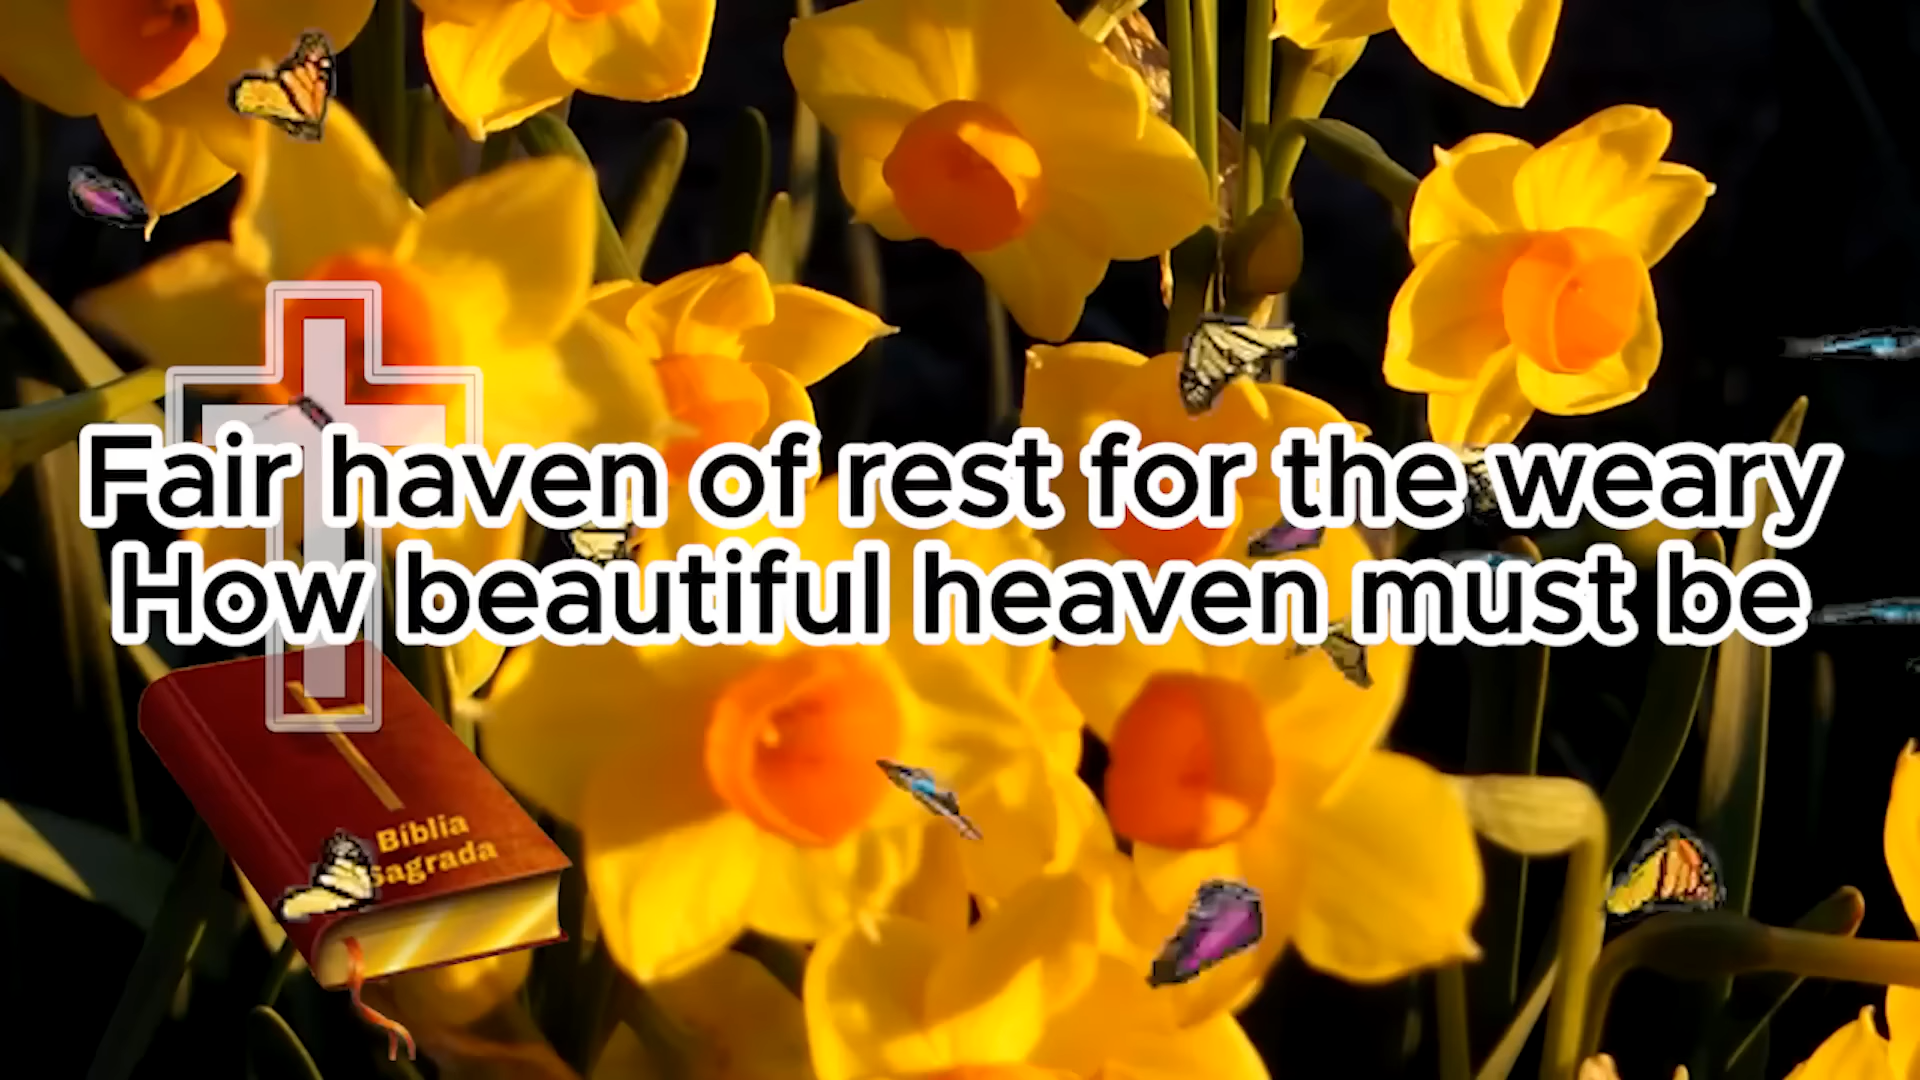 Fair haven of rest for the weary
How beautiful heaven must be
Bíblia
Sagrada